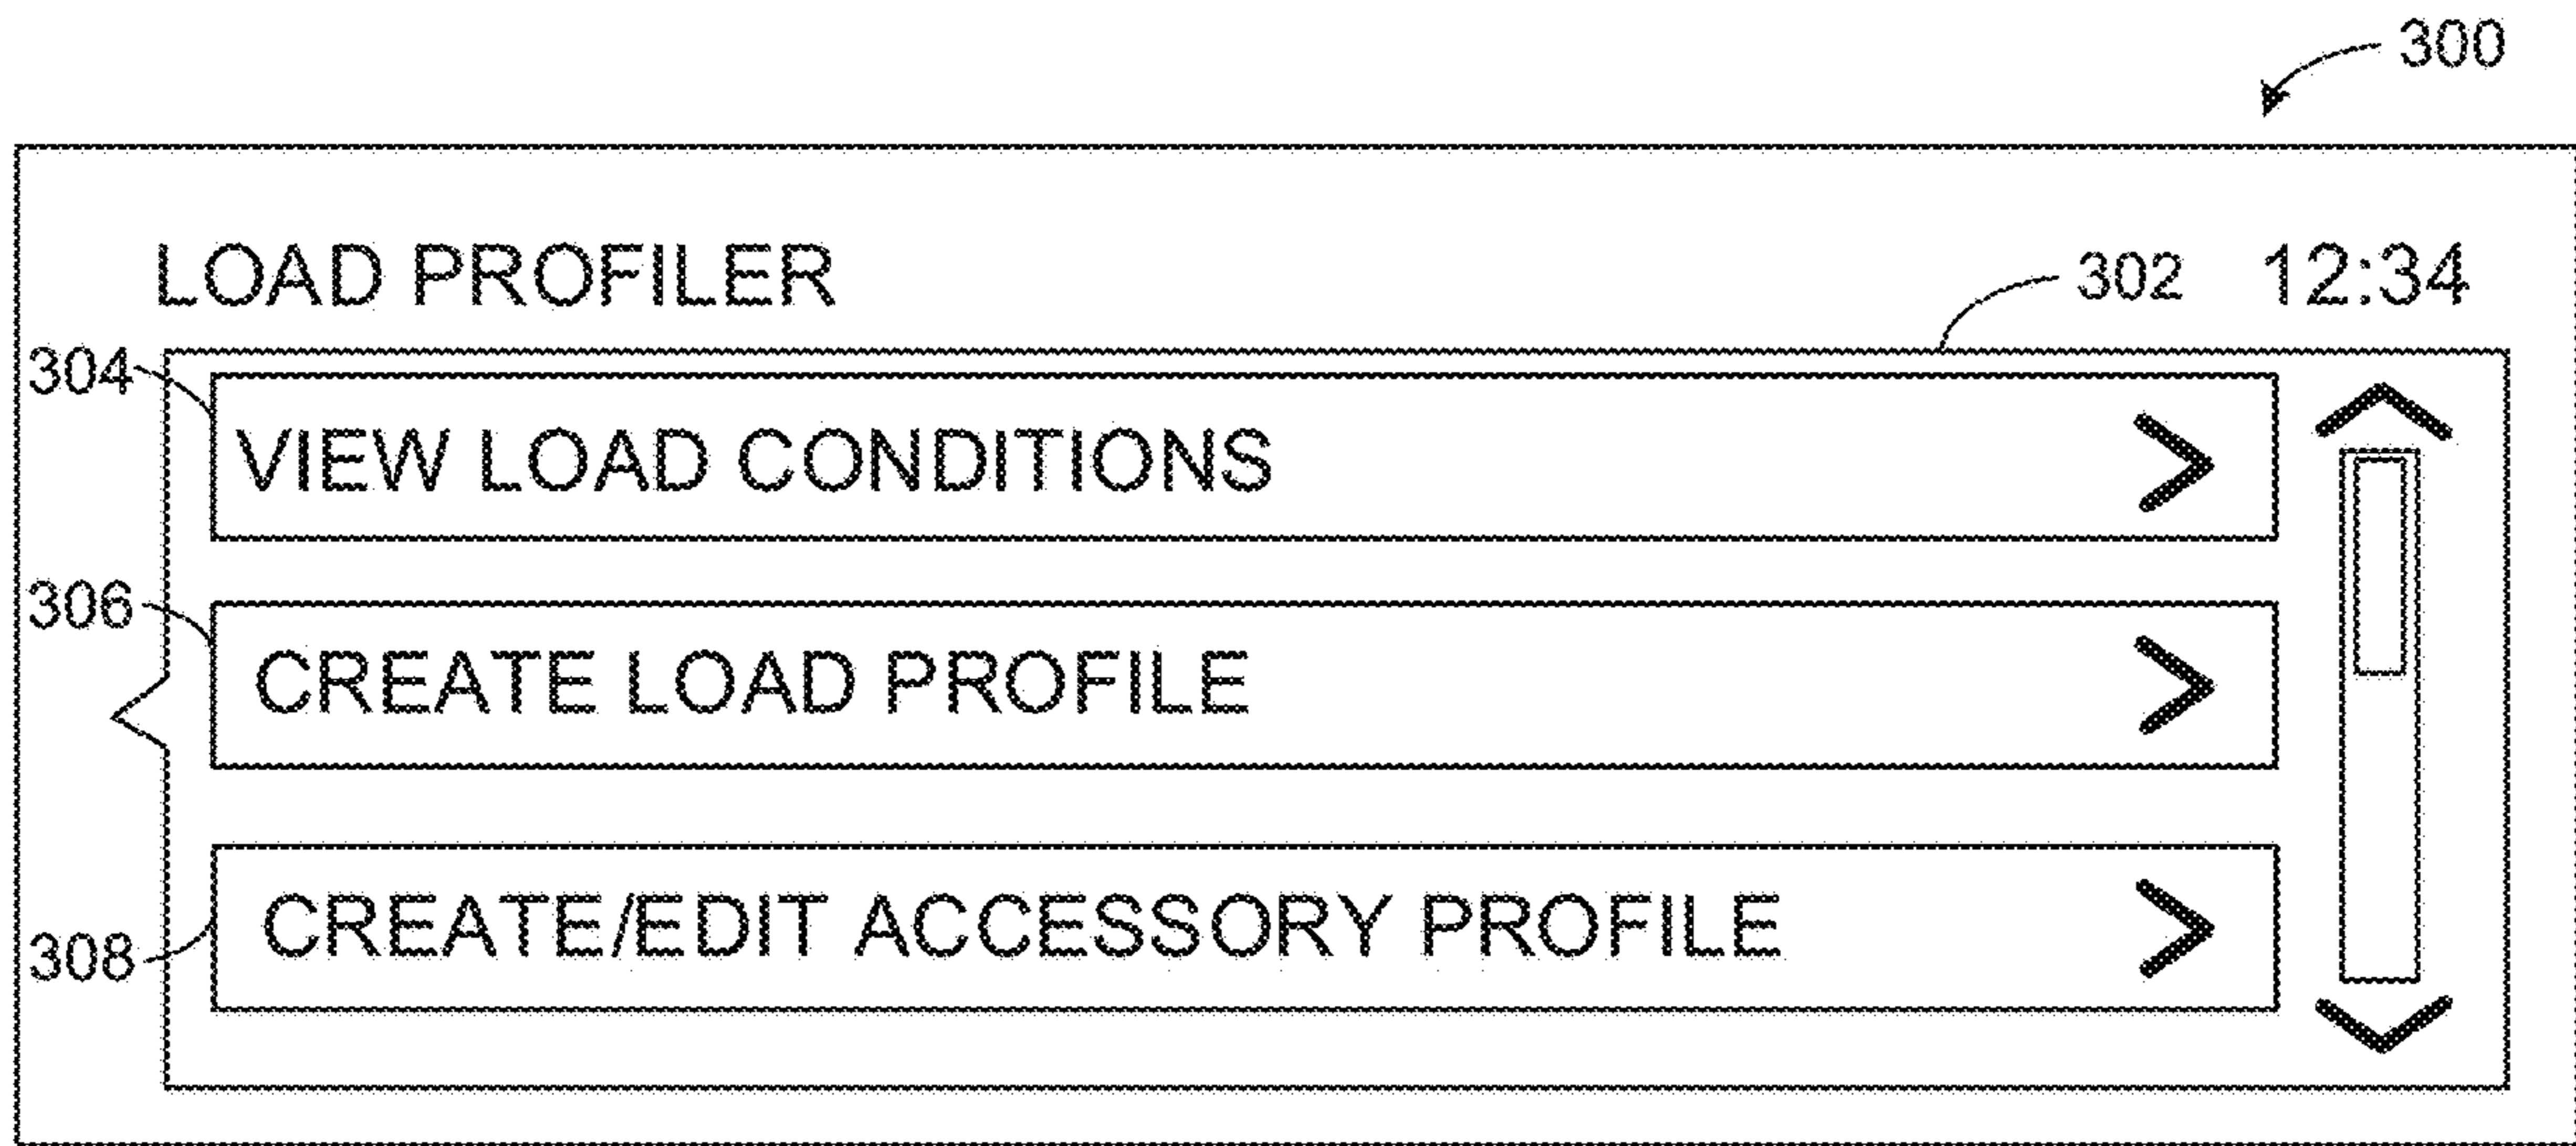 300
LOAD PROFILER
302
12:34
304
VIEW LOAD CONDITIONS
306
CREATE LOAD PROFILE
308
CREATE/EDIT ACCESSORY PROFILE